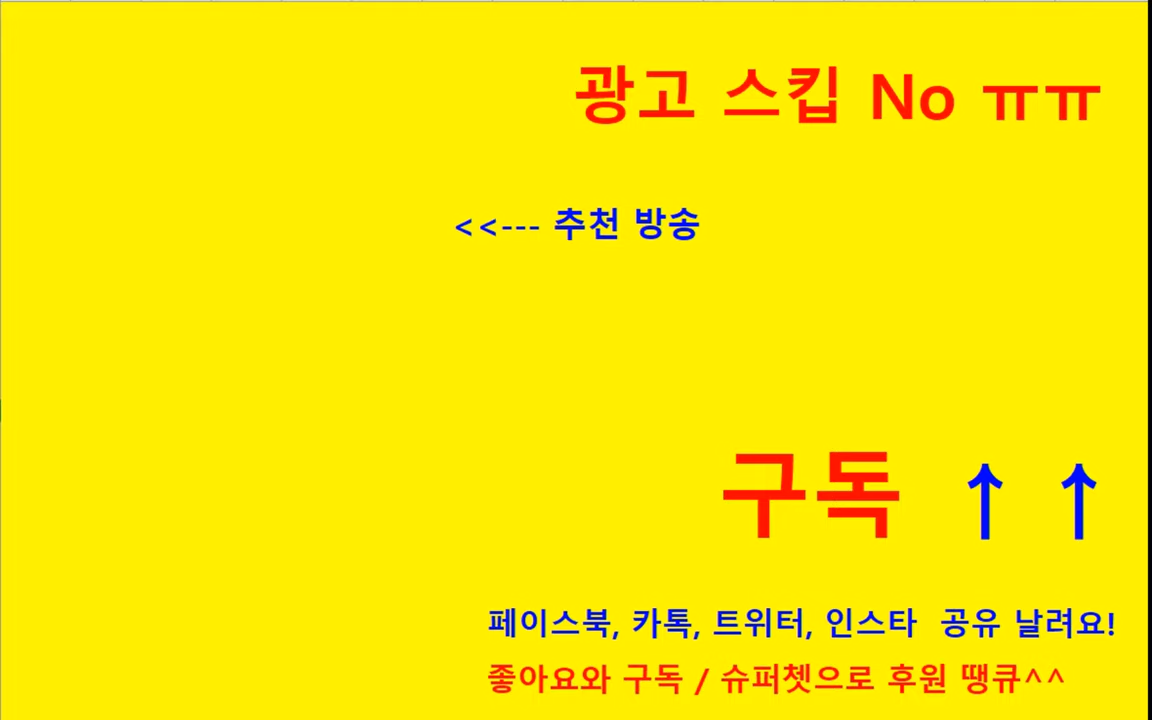 광고 스킵 No ㅠㅠ
<<--- 추천 방송
구독 ↑ ↑
페이스북, 카톡, 트위터, 인스타 공유 날려요!
좋아요와 구독 / 슈퍼쳇으로 후원 땡큐^^